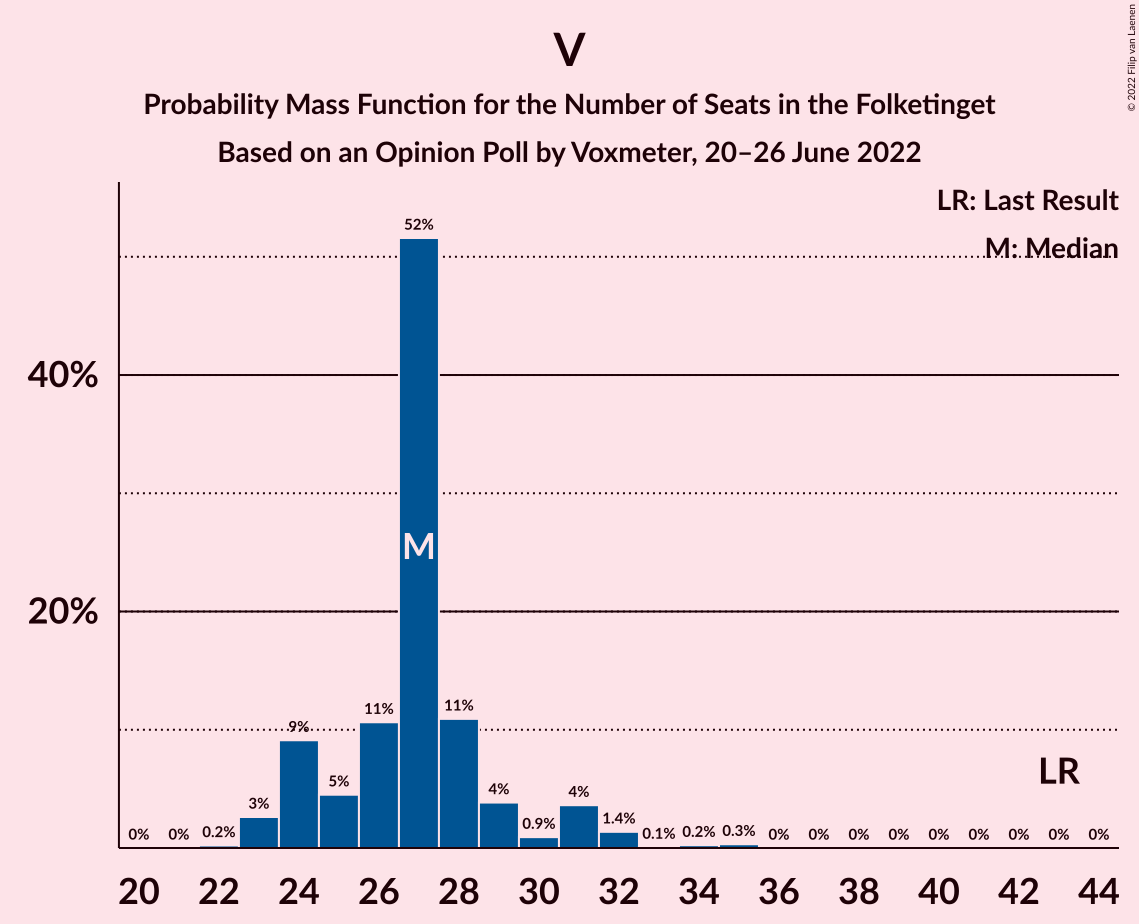 V
Probability Mass Function for the Number of Seats in the Folketinget
Based on an Opinion Poll by Voxmeter, 20–26 June 2022
© 2022 Filip van Laenen
LR: Last Result
M: Median
52%
40%
M
20%
11%
11%
9%
5%
4%
4%
3%
1.4%
0.9%
0.3%
0.2%
0.2%
0.1%
0% 0% 0% 0% 0% 0% 0% 0% 0% 0% 0%
LR
20 22 24 26 28 30 32 34 36 38 40 42 44